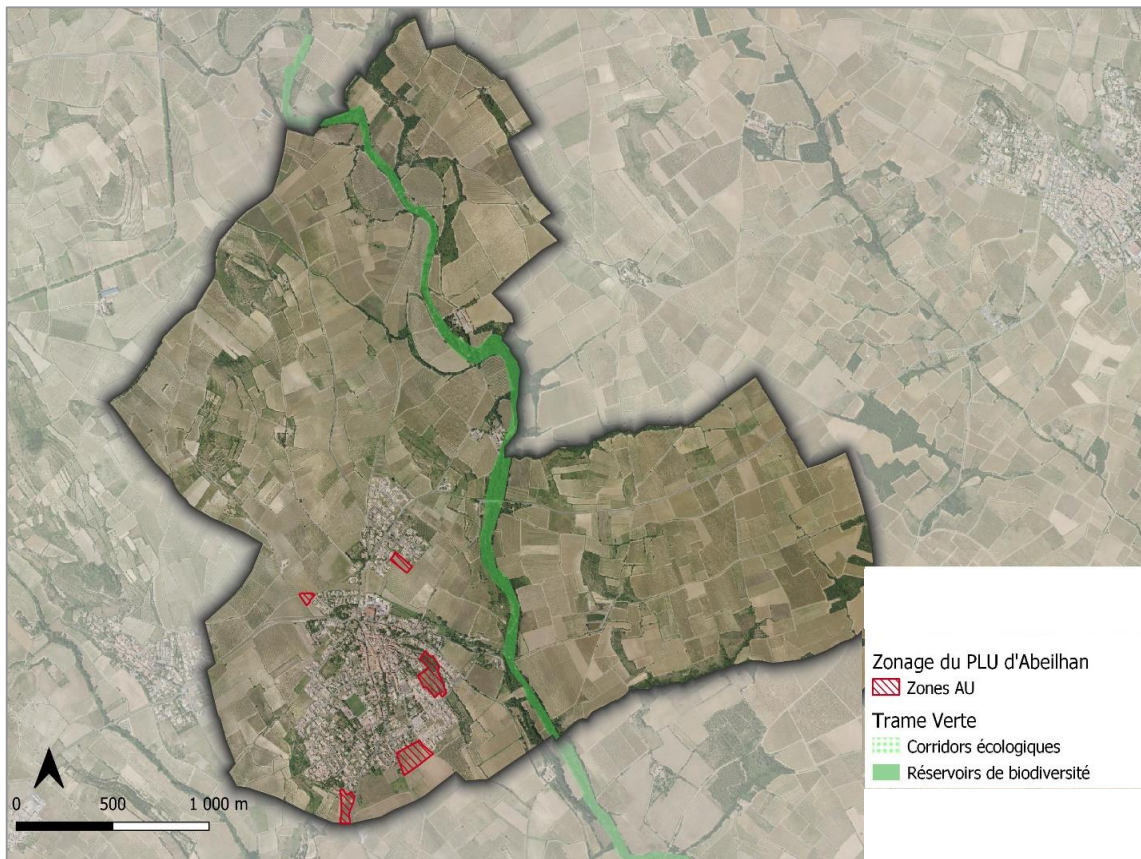 Zonage du PLU d'Abeilhan
Zones AU
Trame Verte
Corridors écologiques
Réservoirs de biodiversité
0 500 1 000 m